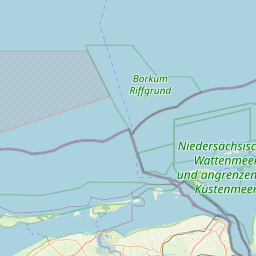 Borkum
Riffgrund
Niedersächsisc
Wattenmeer
und angrenzen
Küstenmeer